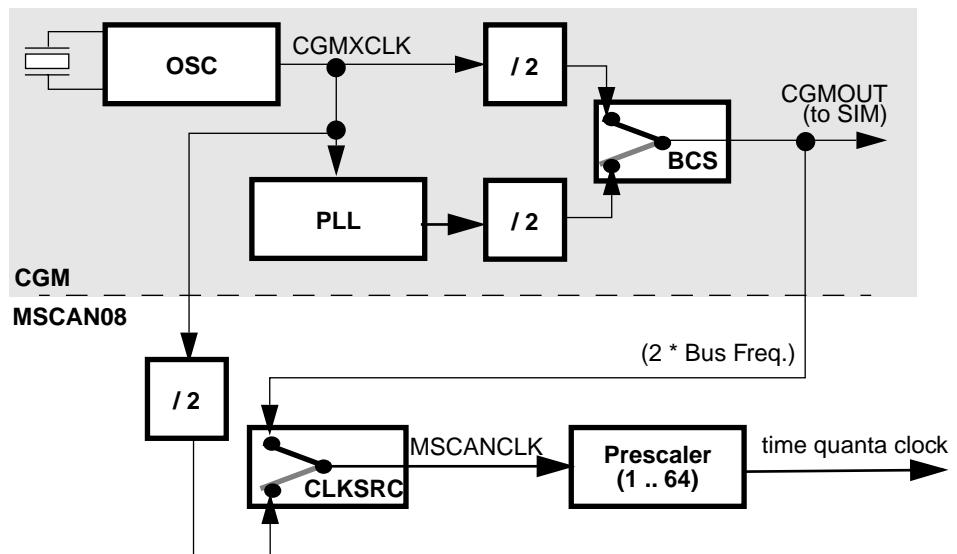 OSC
CGMXCLK
/ 2
CGMOUT
(to SIM)
BCS
PLL
/ 2
CGM
MSCAN08
(2 * Bus Freq.)
/ 2
CLKSRC
MSCANCLK
Prescaler
(1 .. 64)
time quanta clock